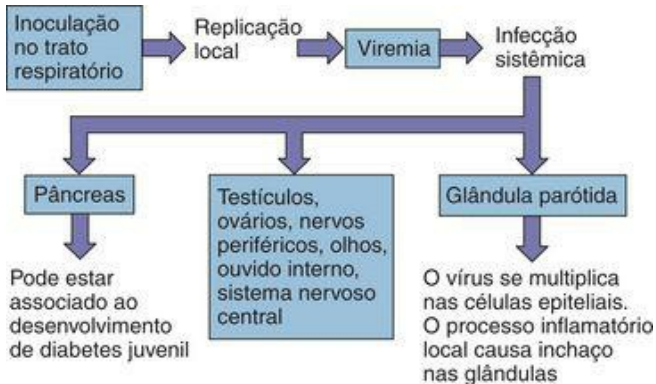 Inoculação
no trato
respiratório
Replicação
local
Viremia
Infecção
sistêmica
Pâncreas
Pode estar
associado ao
desenvolvimento
de diabetes juvenil
Testículos,
ovários, nervos
periféricos, olhos,
ouvido interno,
sistema nervoso
central
Glândula parótida
O vírus se multiplica
nas células epiteliais.
O processo inflamatório
local causa inchaço
nas glândulas